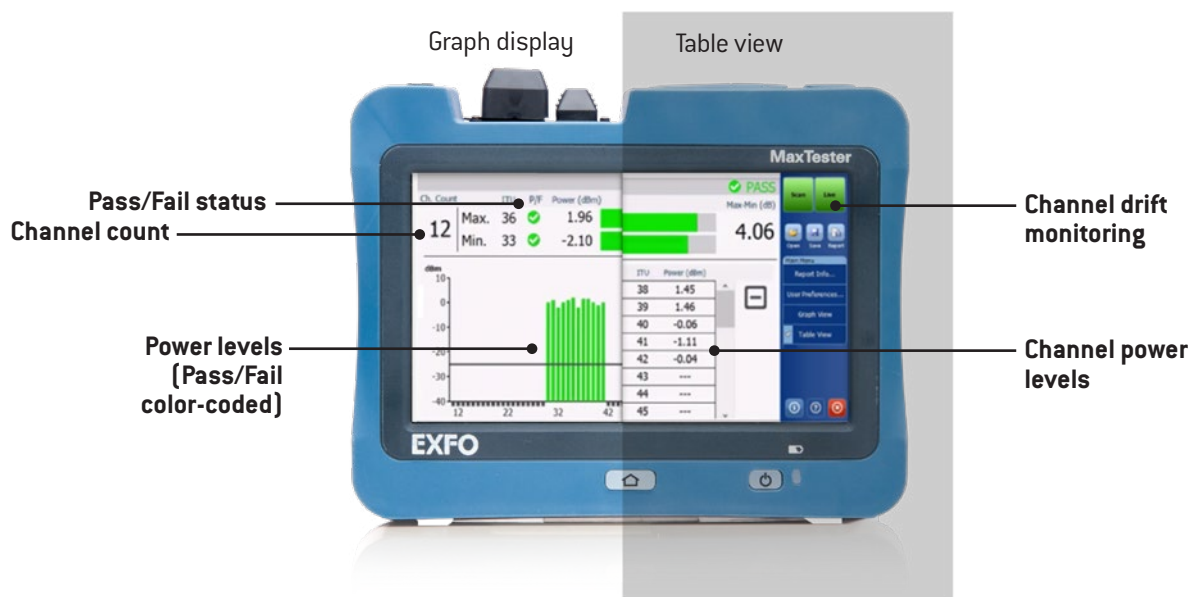 Graph display
Table view
MaxTester
Pass/Fail status
Channel count
Power levels
(Pass/Fail
color-coded)
Ch. Count ITU P/F Power (dBm)
12 Max. 36 1.96
Min. 33 -2.10
PASS
Max-Min (dB)
4.06
dBm
10
0
-10
-20
-30
-40
12 22 32 42
ITU Power (dBm)
38 1.45
39 1.46
40 -0.06
41 -1.11
42 -0.04
43 ---
44 ---
45 ---
Scan Live
Open Save Report
Main Menu
Report Info...
User Preferences...
Graph View
Table View
Channel drift
monitoring
Channel power
levels
EXFO